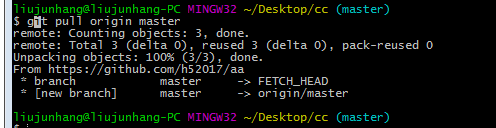 liujunhang@liujunhang-PC MINGW32 ~/Desktop/cc (master)
$ git pull origin master
remote: Counting objects: 3, done.
remote: Total 3 (delta 0), reused 3 (delta 0), pack-reused 0
Unpacking objects: 100% (3/3), done.
From https://github.com/h52017/aa
 * branch            master     -> FETCH_HEAD
 * [new branch]      master     -> origin/master

liujunhang@liujunhang-PC MINGW32 ~/Desktop/cc (master)